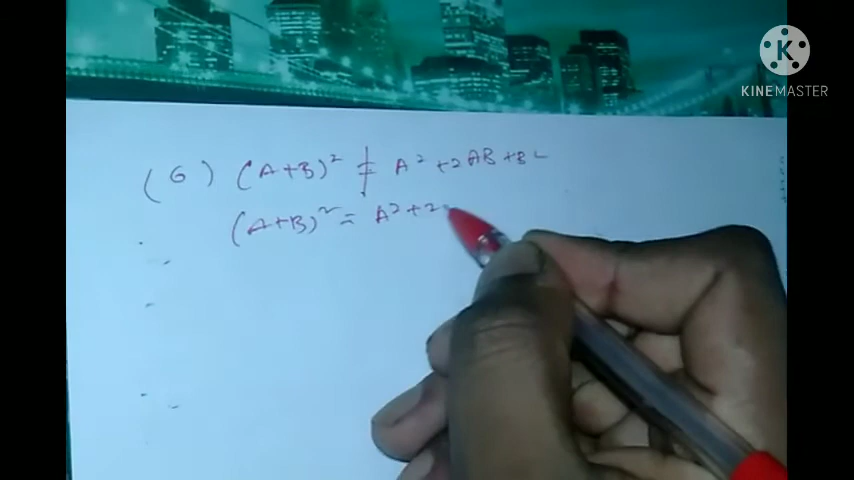 KINEMASTER
(6) (A+B)² ≠ A² + 2AB + B²
(A+B)² = A² + 2